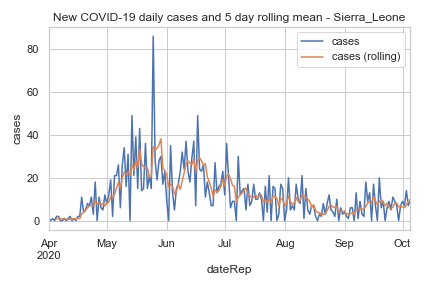 New COVID-19 daily cases and 5 day rolling mean - Sierra_Leone
cases
cases (rolling)
cases
80
60
40
20
0
Apr May Jun Jul Aug Sep Oct
2020
dateRep